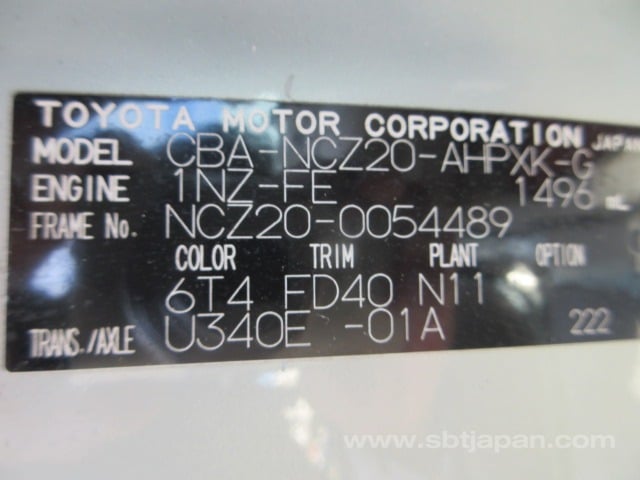 TOYOTA MOTOR CORPORATION JAPAN
MODEL CBA-NCZ20-AHPXK-G
ENGINE 1NZ-FE 1496 mL
FRAME No. NCZ20-0054489
COLOR TRIM PLANT OPTION
6T4 FD40 N11
TRANS./AXLE U340E -01A 222
www.sbtjapan.com